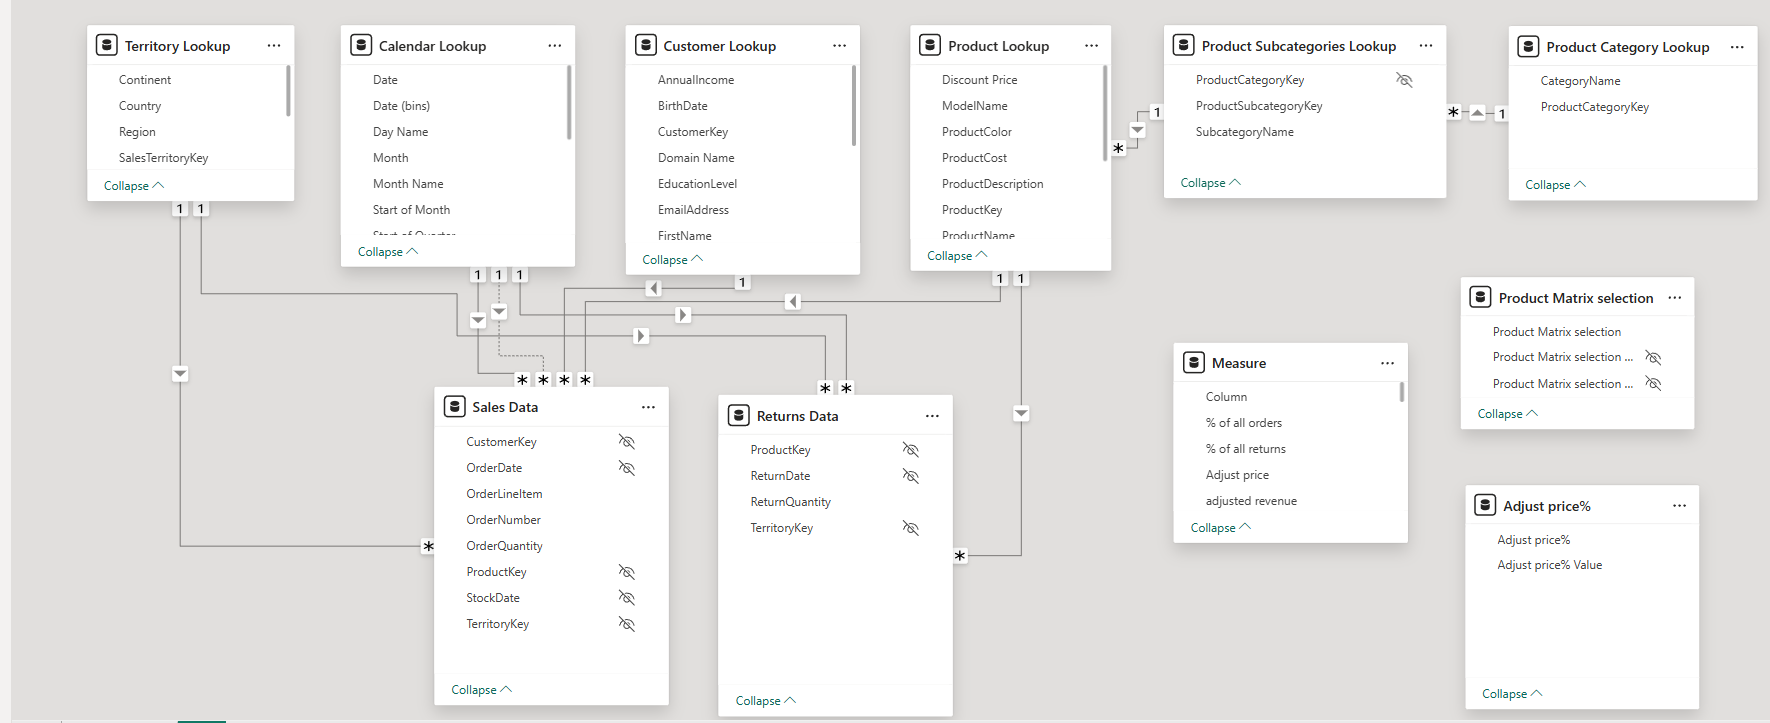 Territory Lookup
Continent
Country
Region
SalesTerritoryKey
Collapse
Calendar Lookup
Date
Date (bins)
Day Name
Month
Month Name
Start of Month
Start of Quarter
Collapse
Customer Lookup
AnnualIncome
BirthDate
CustomerKey
Domain Name
EducationLevel
EmailAddress
FirstName
Collapse
Product Lookup
Discount Price
ModelName
ProductColor
ProductCost
ProductDescription
ProductKey
ProductName
Collapse
Product Subcategories Lookup
ProductCategoryKey
ProductSubcategoryKey
SubcategoryName
Collapse
Product Category Lookup
CategoryName
ProductCategoryKey
Collapse
1
*
*
1
1 1
1 1 1
1
1 1
* * * *
*
* *
*
Sales Data
CustomerKey
OrderDate
OrderLineItem
OrderNumber
OrderQuantity
ProductKey
StockDate
TerritoryKey
Collapse
Returns Data
ProductKey
ReturnDate
ReturnQuantity
TerritoryKey
Collapse
Measure
Column
% of all orders
% of all returns
Adjust price
adjusted revenue
Collapse
Product Matrix selection
Product Matrix selection
Product Matrix selection ...
Product Matrix selection ...
Collapse
Adjust price%
Adjust price%
Adjust price% Value
Collapse